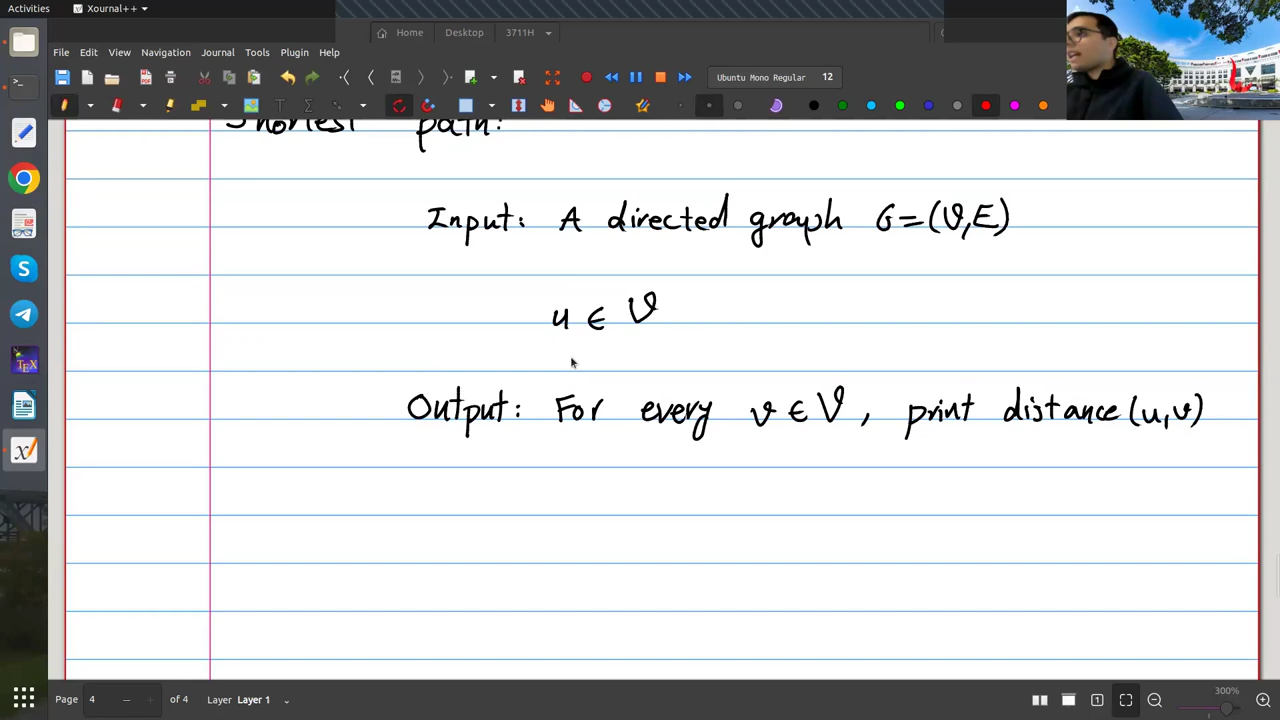 Activities Xournal++
Home Desktop 3711H
File Edit View Navigation Journal Tools Plugin Help
Ubuntu Mono Regular 12
Shortest path:
Input: A directed graph G=(V,E)
u ∈ V
Output: For every v ∈ V, print distance(u,v)
Page 4 of 4 Layer Layer 1 300%